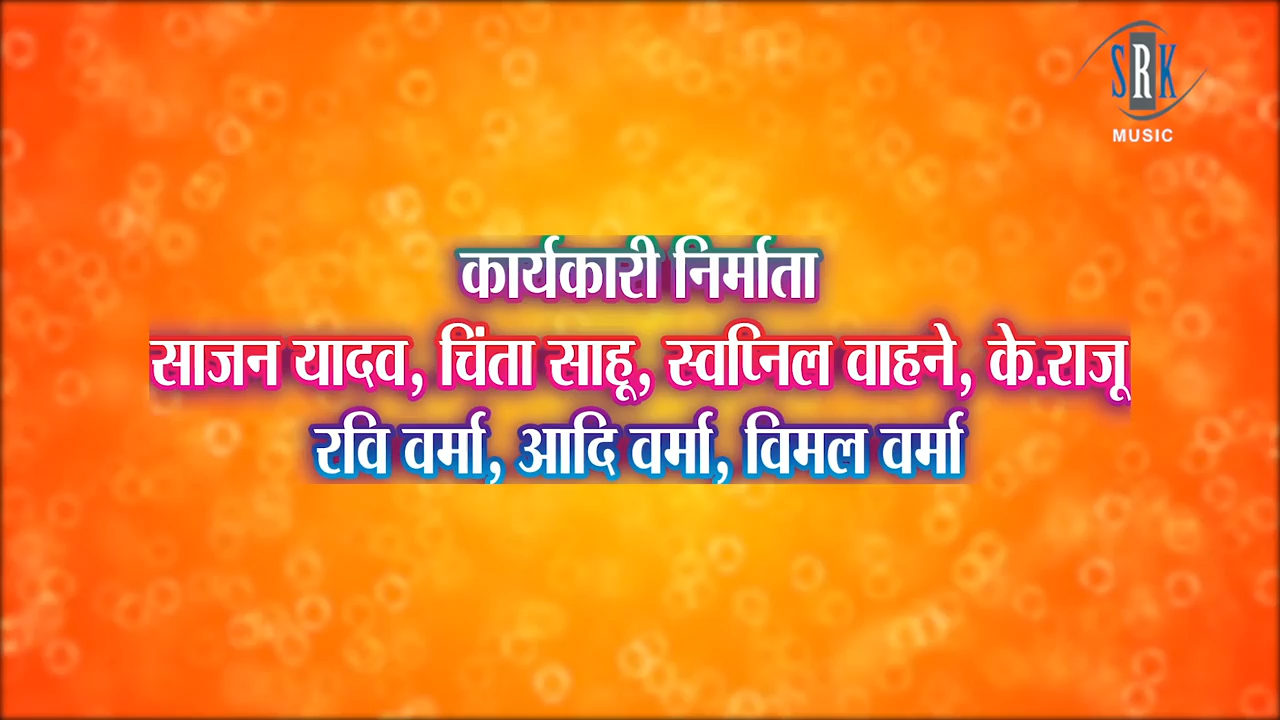 SRK
MUSIC
कार्यकारी निर्माता
साजन यादव, चिंता साहू, स्वप्निल वाहने, के.राजू
रवि वर्मा, आदि वर्मा, विमल वर्मा